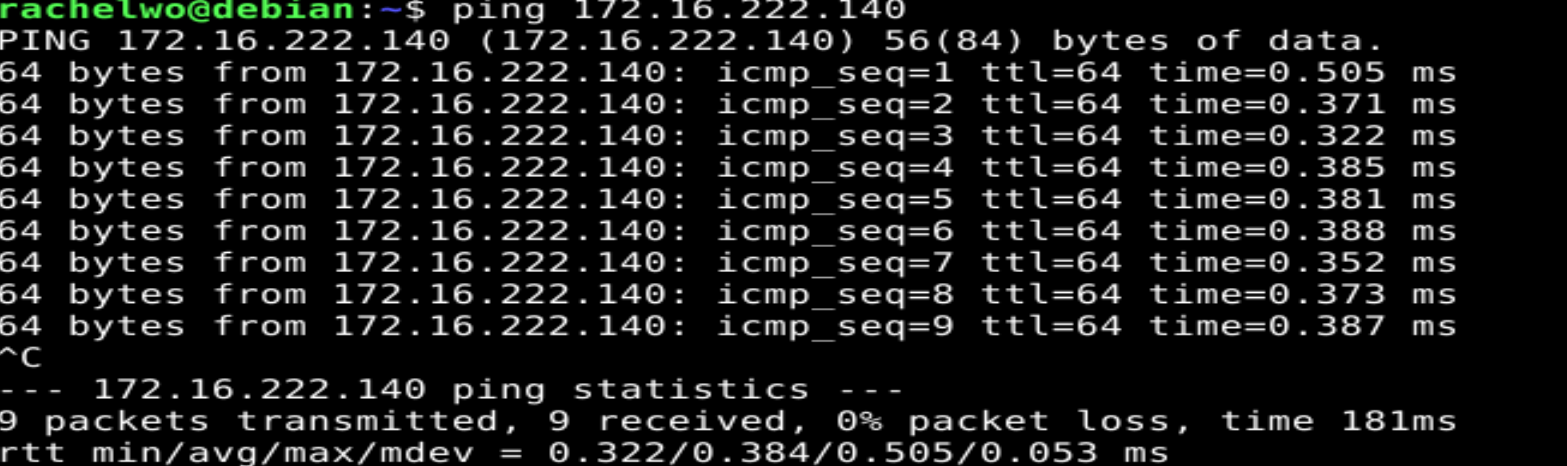 rachelwo@debian:~$ ping 172.16.222.140
PING 172.16.222.140 (172.16.222.140) 56(84) bytes of data.
64 bytes from 172.16.222.140: icmp_seq=1 ttl=64 time=0.505 ms
64 bytes from 172.16.222.140: icmp_seq=2 ttl=64 time=0.371 ms
64 bytes from 172.16.222.140: icmp_seq=3 ttl=64 time=0.322 ms
64 bytes from 172.16.222.140: icmp_seq=4 ttl=64 time=0.385 ms
64 bytes from 172.16.222.140: icmp_seq=5 ttl=64 time=0.381 ms
64 bytes from 172.16.222.140: icmp_seq=6 ttl=64 time=0.388 ms
64 bytes from 172.16.222.140: icmp_seq=7 ttl=64 time=0.352 ms
64 bytes from 172.16.222.140: icmp_seq=8 ttl=64 time=0.373 ms
64 bytes from 172.16.222.140: icmp_seq=9 ttl=64 time=0.387 ms
^C
--- 172.16.222.140 ping statistics ---
9 packets transmitted, 9 received, 0% packet loss, time 181ms
rtt min/avg/max/mdev = 0.322/0.384/0.505/0.053 ms